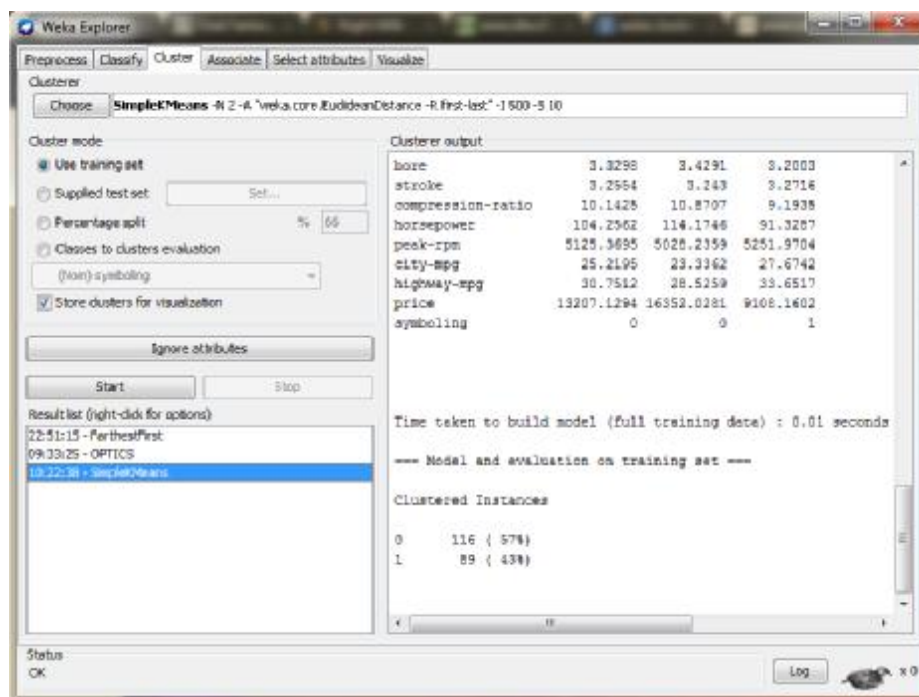 Weka Explorer
Preprocess Classify Cluster Associate Select attributes Visualize
Clusterer
Choose SimpleKMeans -N 2 -A "weka.core.EuclideanDistance -R first-last" -I 500 -S 10
Cluster mode
Use training set
Supplied test set Set...
Percentage split % 66
Classes to clusters evaluation
(Nom) symboling
Store clusters for visualization
Ignore attributes
Start Stop
Result list (right-click for options)
22:51:15 - FarthestFirst
09:33:25 - OPTICS
10:22:38 - SimpleKMeans
Clusterer output
bore 3.3298 3.4291 3.2003
stroke 3.2554 3.243 3.2716
compression-ratio 10.1425 10.8707 9.1935
horsepower 104.2562 114.1746 91.3287
peak-rpm 5125.3695 5028.2359 5251.9704
city-mpg 25.2195 23.3362 27.6742
highway-mpg 30.7512 28.5259 33.6517
price 13207.1294 16352.0281 9108.1602
symboling 0 0 1
Time taken to build model (full training data) : 0.01 seconds
=== Model and evaluation on training set ===
Clustered Instances
0 116 ( 57%)
1 89 ( 43%)
Status
OK
Log
x 0